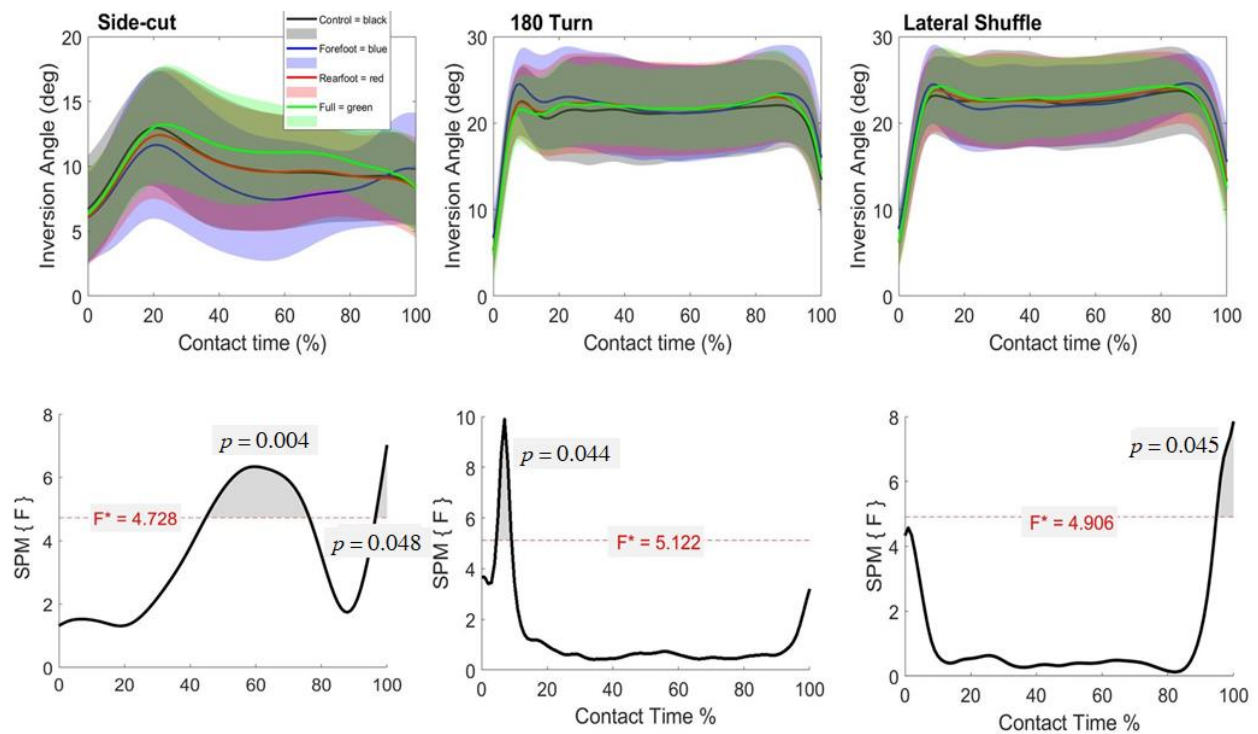 Side-cut
Control = black
Forefoot = blue
Rearfoot = red
Full = green
20
15
10
5
0
Inversion Angle (deg)
0 20 40 60 80 100
Contact time (%)
180 Turn
30
20
10
0
Inversion Angle (deg)
0 20 40 60 80 100
Contact time (%)
Lateral Shuffle
30
20
10
0
Inversion Angle (deg)
0 20 40 60 80 100
Contact time (%)
8
6
4
2
0
SPM { F }
p = 0.004
F* = 4.728
p = 0.048
0 20 40 60 80 100
10
8
6
4
2
0
SPM { F }
p = 0.044
F* = 5.122
0 20 40 60 80 100
Contact Time %
8
6
4
2
0
SPM { F }
p = 0.045
F* = 4.906
0 20 40 60 80 100
Contact Time %